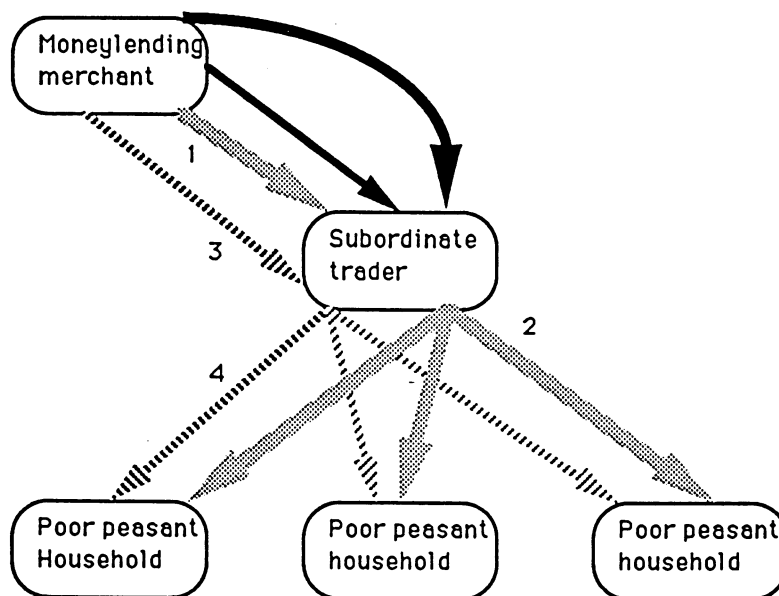 Moneylending
merchant
1
3
Subordinate
trader
2
4
Poor peasant
Household
Poor peasant
household
Poor peasant
household